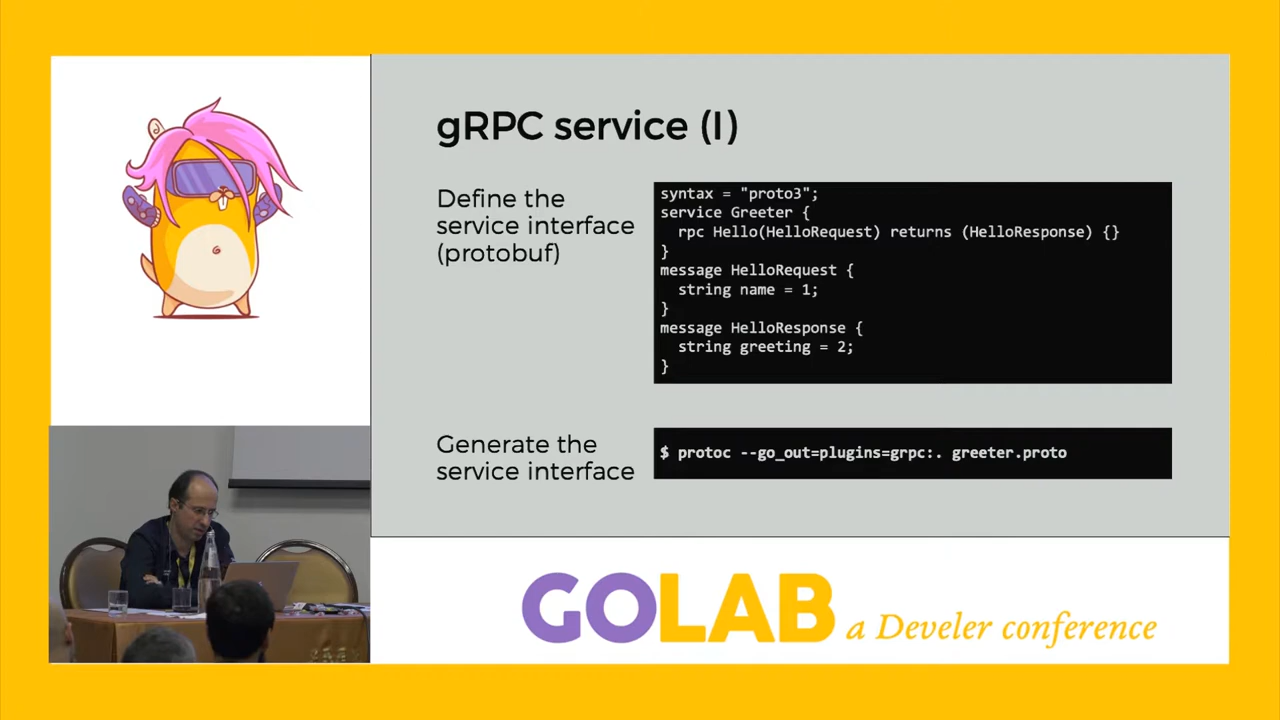 gRPC service (I)
Define the
service interface
(protobuf)
syntax = "proto3";
service Greeter {
rpc Hello(HelloRequest) returns (HelloResponse) {}
}
message HelloRequest {
string name = 1;
}
message HelloResponse {
string greeting = 2;
}
Generate the
service interface
$ protoc --go_out=plugins=grpc:. greeter.proto
GOLAB a Develer conference